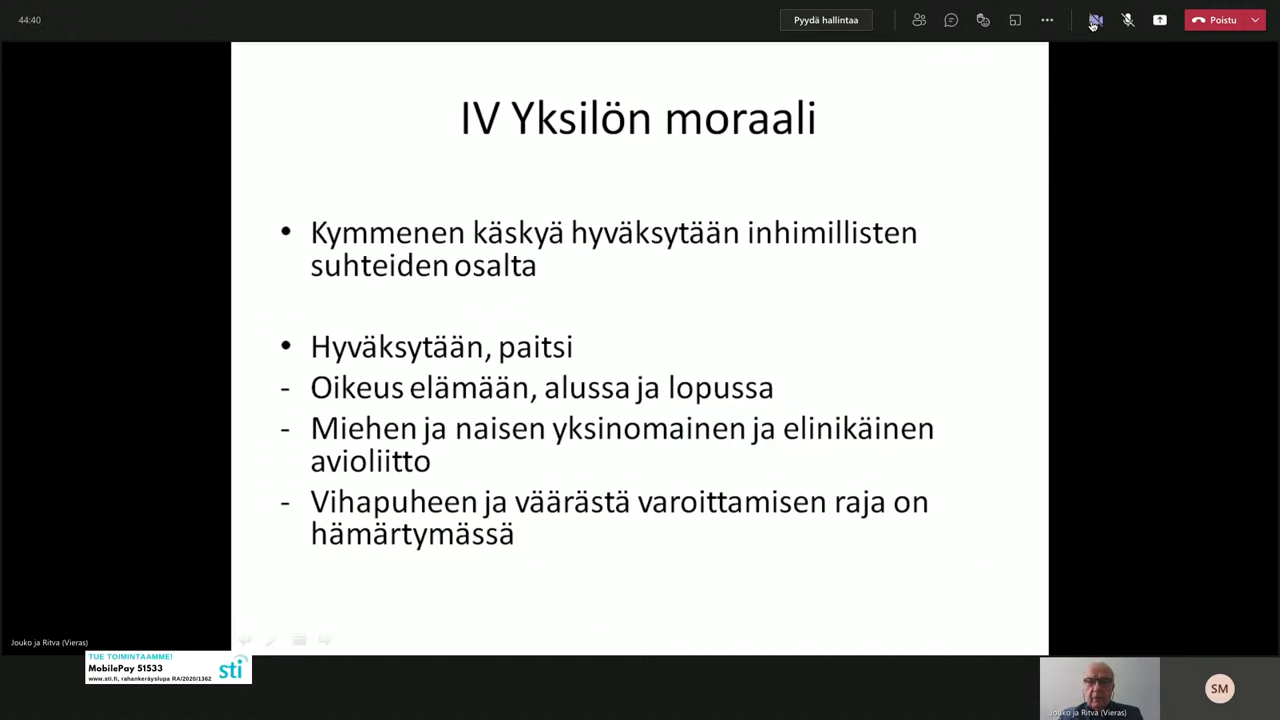 44:40
Pyydä hallintaa
Poistu
IV Yksilön moraali
• Kymmenen käskyä hyväksytään inhimillisten
suhteiden osalta
• Hyväksytään, paitsi
- Oikeus elämään, alussa ja lopussa
- Miehen ja naisen yksinomainen ja elinikäinen
avioliitto
- Vihapuheen ja väärästä varoittamisen raja on
hämärtymässä
Jouko ja Ritva (Vieras)
TUE TOIMINTAAMME!
MobilePay 51533
www.sti.fi, rahankeräyslupa RA/2020/1362
sti
SM
Jouko ja Ritva (Vieras)